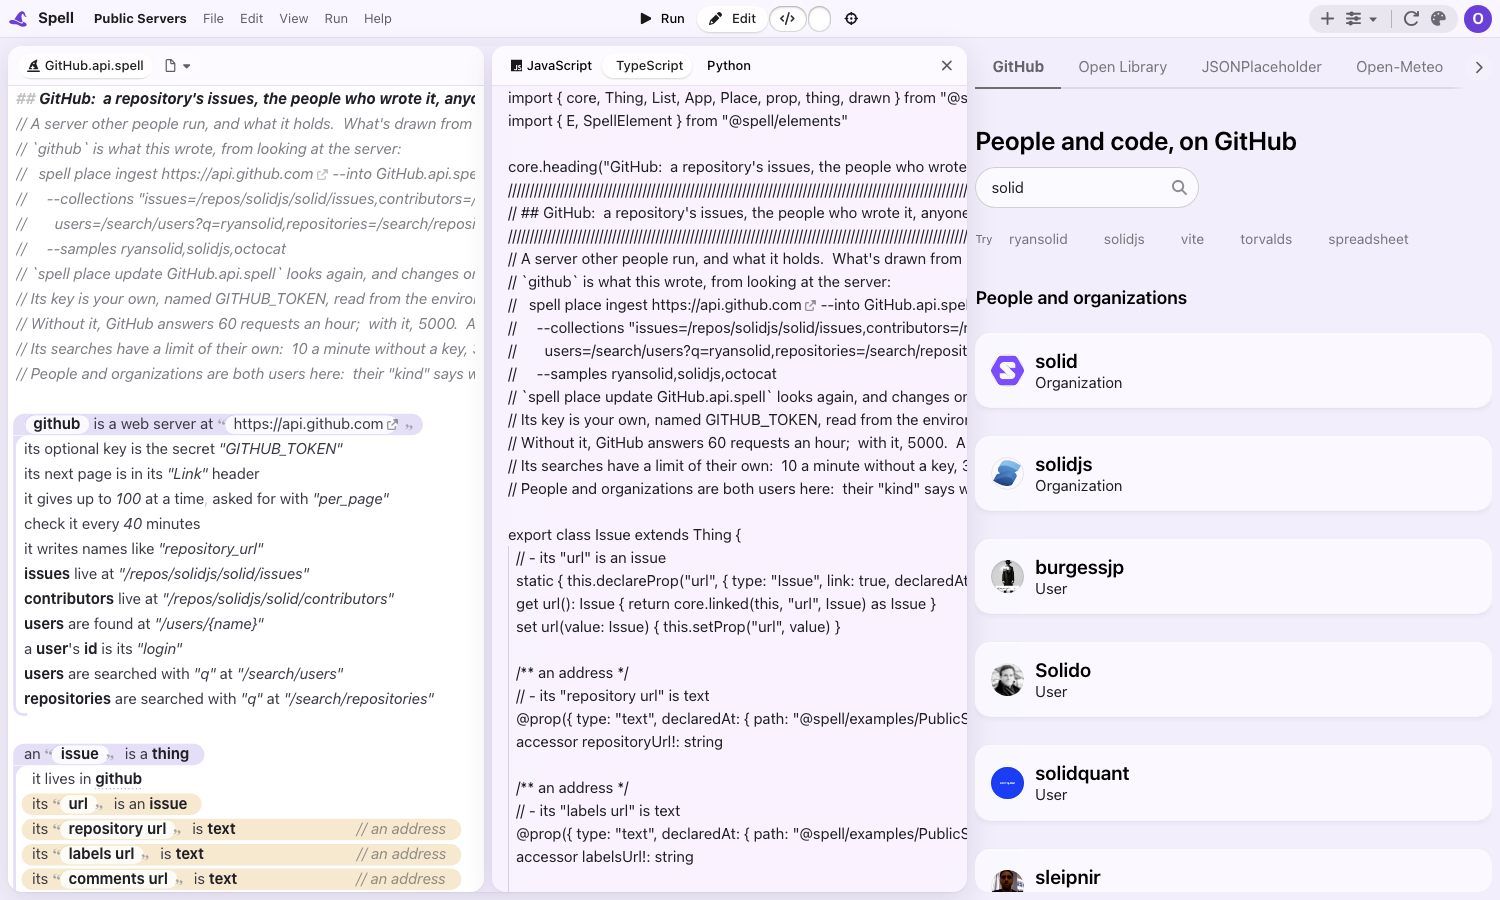 Spell Public Servers File Edit View Run Help Run Edit </> O
GitHub.api.spell
## GitHub: a repository's issues, the people who wrote it, anyo
// A server other people run, and what it holds. What's drawn from
// `github` is what this wrote, from looking at the server:
// spell place ingest https://api.github.com --into GitHub.api.spe
// --collections "issues=/repos/solidjs/solid/issues,contributors=/
// users=/search/users?q=ryansolid,repositories=/search/reposi
// --samples ryansolid,solidjs,octocat
// `spell place update GitHub.api.spell` looks again, and changes or
// Its key is your own, named GITHUB_TOKEN, read from the enviro
// Without it, GitHub answers 60 requests an hour; with it, 5000. A
// Its searches have a limit of their own: 10 a minute without a key,
// People and organizations are both users here: their "kind" says w
github is a web server at “ https://api.github.com ”
its optional key is the secret "GITHUB_TOKEN"
its next page is in its "Link" header
it gives up to 100 at a time, asked for with "per_page"
check it every 40 minutes
it writes names like "repository_url"
issues live at "/repos/solidjs/solid/issues"
contributors live at "/repos/solidjs/solid/contributors"
users are found at "/users/{name}"
a user's id is its "login"
users are searched with "q" at "/search/users"
repositories are searched with "q" at "/search/repositories"
an “ issue ” is a thing
it lives in github
its “ url ” is an issue
its “ repository url ” is text // an address
its “ labels url ” is text // an address
its “ comments url ” is text // an address
JavaScript TypeScript Python
import { core, Thing, List, App, Place, prop, thing, drawn } from "@s
import { E, SpellElement } from "@spell/elements"
core.heading("GitHub: a repository's issues, the people who wrote
////////////////////////////////////////////////////////////////////////////////////////////////////
// ## GitHub: a repository's issues, the people who wrote it, anyone
////////////////////////////////////////////////////////////////////////////////////////////////////
// A server other people run, and what it holds. What's drawn from
// `github` is what this wrote, from looking at the server:
// spell place ingest https://api.github.com --into GitHub.api.spel
// --collections "issues=/repos/solidjs/solid/issues,contributors=/r
// users=/search/users?q=ryansolid,repositories=/search/reposit
// --samples ryansolid,solidjs,octocat
// `spell place update GitHub.api.spell` looks again, and changes or
// Its key is your own, named GITHUB_TOKEN, read from the environ
// Without it, GitHub answers 60 requests an hour; with it, 5000. A
// Its searches have a limit of their own: 10 a minute without a key, 3
// People and organizations are both users here: their "kind" says w
export class Issue extends Thing {
// - its "url" is an issue
static { this.declareProp("url", { type: "Issue", link: true, declaredAt
get url(): Issue { return core.linked(this, "url", Issue) as Issue }
set url(value: Issue) { this.setProp("url", value) }
/** an address */
// - its "repository url" is text
@prop({ type: "text", declaredAt: { path: "@spell/examples/PublicS
accessor repositoryUrl!: string
/** an address */
// - its "labels url" is text
@prop({ type: "text", declaredAt: { path: "@spell/examples/PublicS
accessor labelsUrl!: string
GitHub Open Library JSONPlaceholder Open-Meteo
People and code, on GitHub
solid
Try ryansolid solidjs vite torvalds spreadsheet
People and organizations
solid
Organization
solidjs
Organization
burgessjp
User
Solido
User
solidquant
User
sleipnir